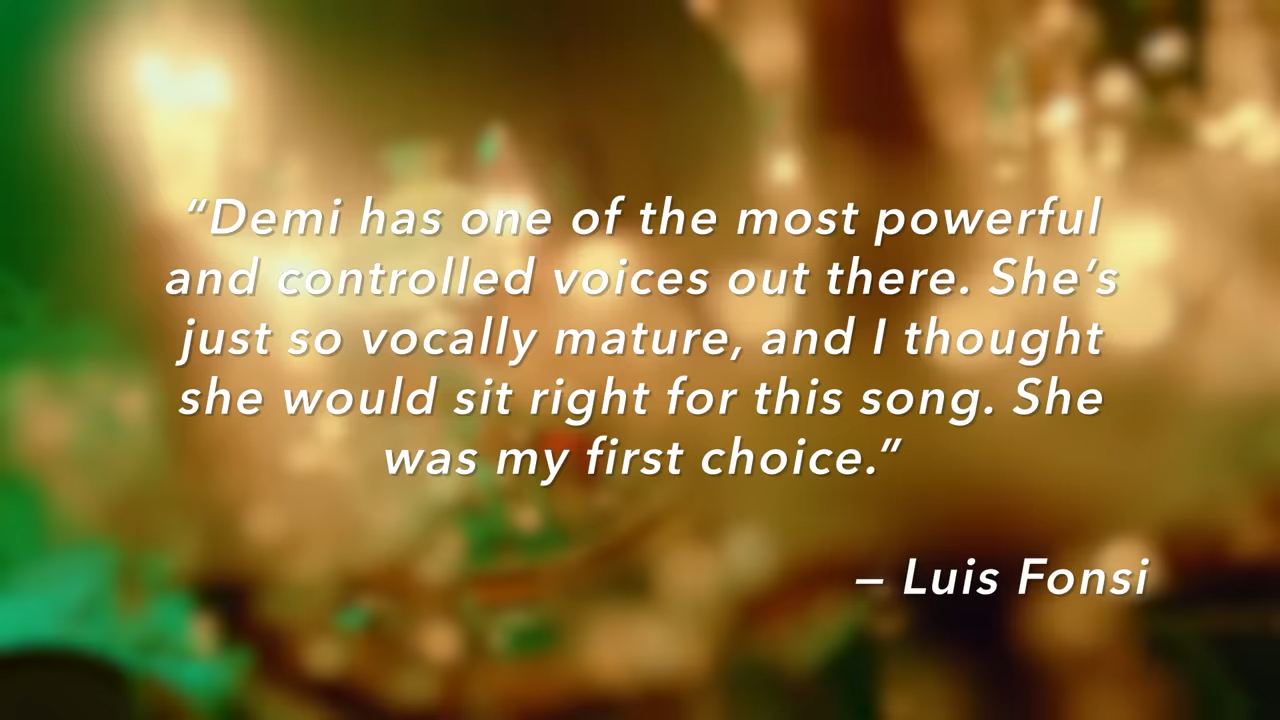 “Demi has one of the most powerful
and controlled voices out there. She’s
just so vocally mature, and I thought
she would sit right for this song. She
was my first choice.”
– Luis Fonsi